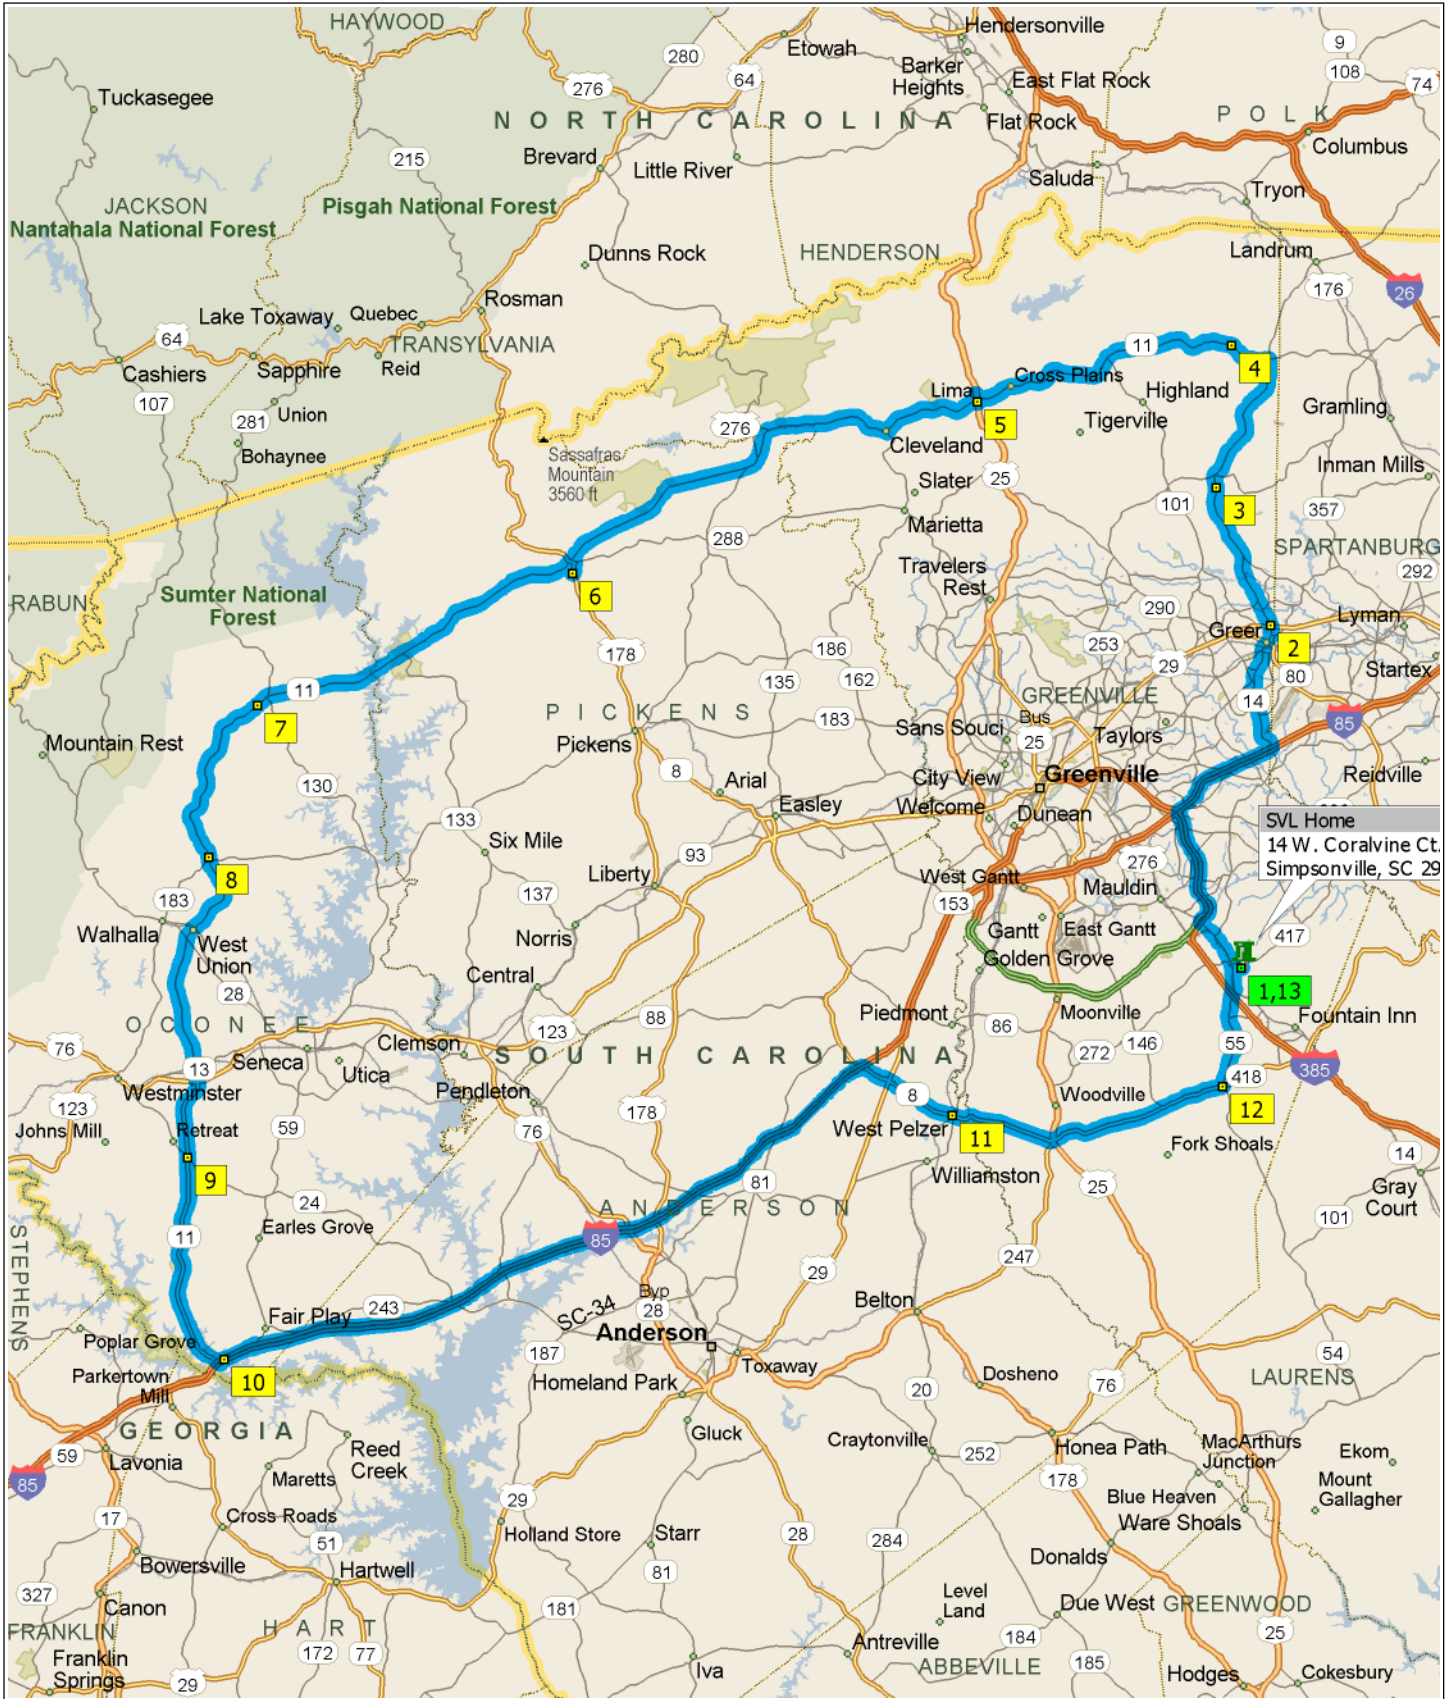 HAYWOOD
Hendersonville
Etowah
9
280
Barker
Heights
108
64
276
East Flat Rock
74
Tuckasegee
NORTH CAROLINA
POLK
Flat Rock
215
Columbus
Brevard
Little River
Saluda
Tryon
JACKSON
Pisgah National Forest
Nantahala National Forest
Dunns Rock
HENDERSON
Landrum
176
26
Rosman
Lake Toxaway
Quebec
64
TRANSYLVANIA
11
Cashiers
Sapphire
Reid
4
Cross Plains
Lima
Highland
107
Union
281
276
5
Tigerville
Gramling
Cleveland
Bohaynee
Sassafras
Mountain
3560 ft
Inman Mills
Slater
25
101
3
357
Marietta
288
SPARTANBURG
Travelers
Rest
292
RABUN
Sumter National
Forest
6
290
Lyman
Greer
2
178
186
253
29
Startex
80
135
162
11
GREENVILLE
14
7
PICKENS
183
Sans Souci
Bus
25
Taylors
85
Mountain Rest
Pickens
8
Arial
City View
Greenville
Reidville
130
Easley
Welcome
Dunean
SVL Home
14 W. Coralvine Ct.
Simpsonville, SC 29
133
Six Mile
93
276
8
Liberty
West Gantt
Mauldin
137
153
183
Walhalla
West
Union
Norris
Gantt
East Gantt
417
Golden Grove
28
Central
1,13
OCONEE
Piedmont
Moonville
Fountain Inn
88
123
86
76
Clemson
SOUTH CAROLINA
272
146
55
13
Seneca
Utica
385
418
Westminster
Pendleton
8
Woodville
12
123
178
West Pelzer
11
Johns Mill
Retreat
59
76
Fork Shoals
14
9
Williamston
81
25
Gray
Court
24
ANDERSON
101
Earles Grove
11
85
STEPHENS
247
29
Byp
28
243
Fair Play
SC-34
Belton
Poplar Grove
Anderson
187
Toxaway
54
Parkertown
Mill
10
Homeland Park
Dosheno
76
LAURENS
20
GEORGIA
Gluck
Craytonville
Honea Path
MacArthurs
Junction
Ekom
59
Lavonia
Reed
Creek
252
85
Maretts
178
Mount
Gallagher
29
Blue Heaven
17
Cross Roads
Ware Shoals
51
Holland Store
Starr
28
284
Bowersville
Donalds
Hartwell
81
327
Level
Land
Canon
181
Due West
GREENWOOD
FRANKLIN
HART
184
25
172
77
Antreville
Franklin
Springs
ABBEVILLE
185
29
Iva
Hodges
Cokesbury